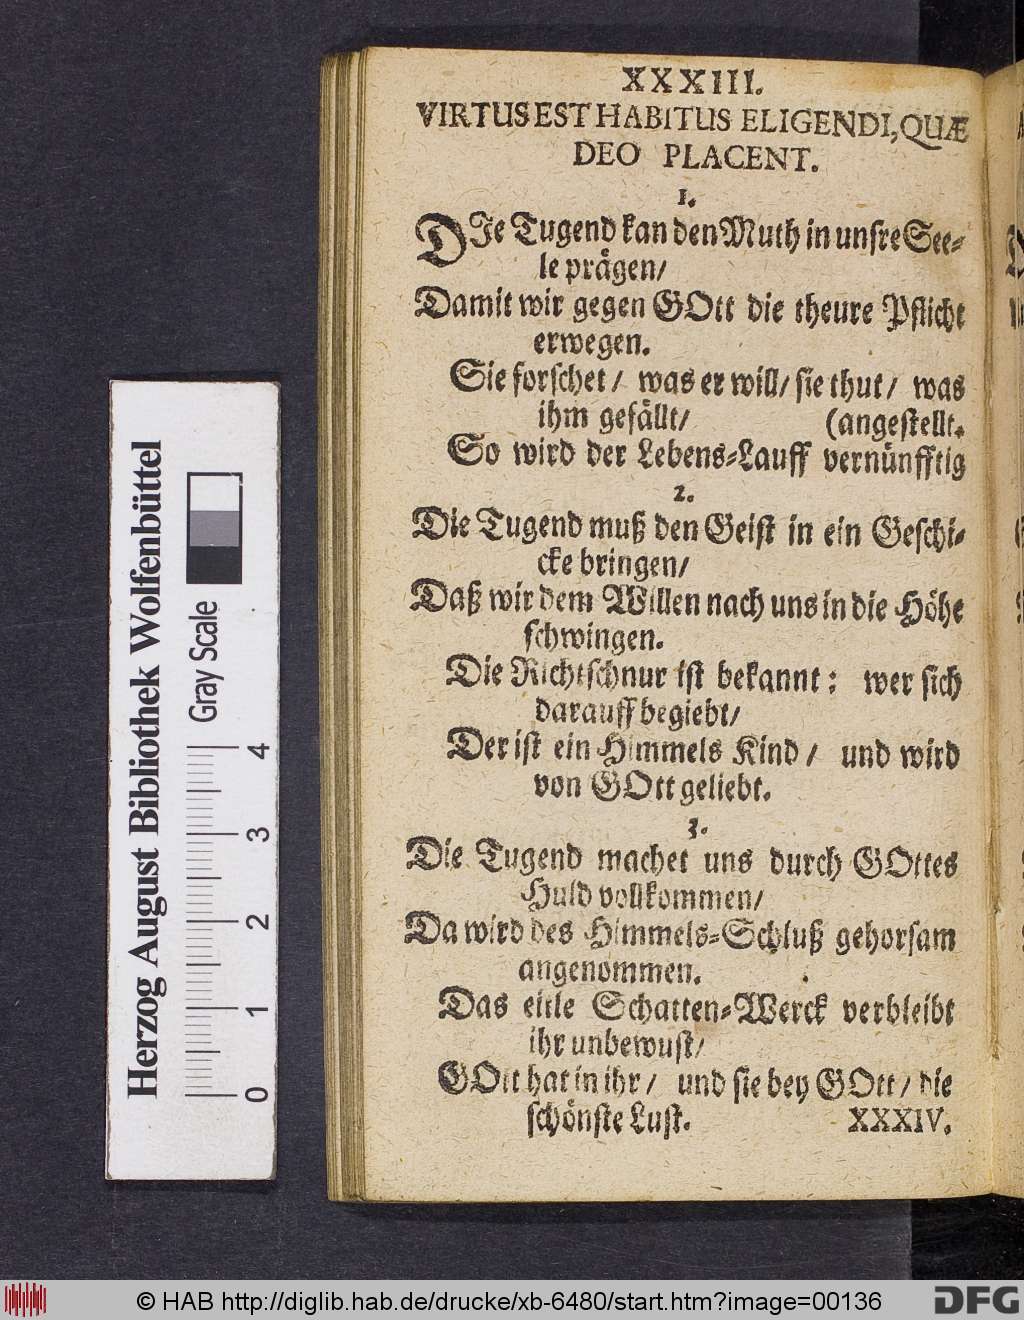 XXXIII.
VIRTUS EST HABITUS ELIGENDI, QUÆ
DEO PLACENT.
1.
DIe Tugend kan den Muth in unsre See-
le prägen/
Damit wir gegen GOtt die theure Pflicht
erwegen.
Sie forschet/ was er will/ sie thut/ was
ihm gefällt/ (angestellt.
So wird der Lebens-Lauff vernünfftig
2.
Die Tugend muß den Geist in ein Geschi-
cke bringen/
Daß wir dem Willen nach uns in die Höhe
schwingen.
Die Richtschnur ist bekannt: wer sich
darauff begiebt/
Der ist ein Himmels Kind/ und wird
von GOtt geliebt.
3.
Die Tugend machet uns durch GOttes
Huld vollkommen/
Da wird des Himmels-Schluß gehorsam
angenommen.
Das eitle Schatten-Werck verbleibt
ihr unbewust/
GOtt hat in ihr/ und sie bey GOtt/ die
schönste Lust. XXXIV.
Herzog August Bibliothek Wolfenbüttel
Gray Scale
0 1 2 3 4
© HAB http://diglib.hab.de/drucke/xb-6480/start.htm?image=00136
DFG